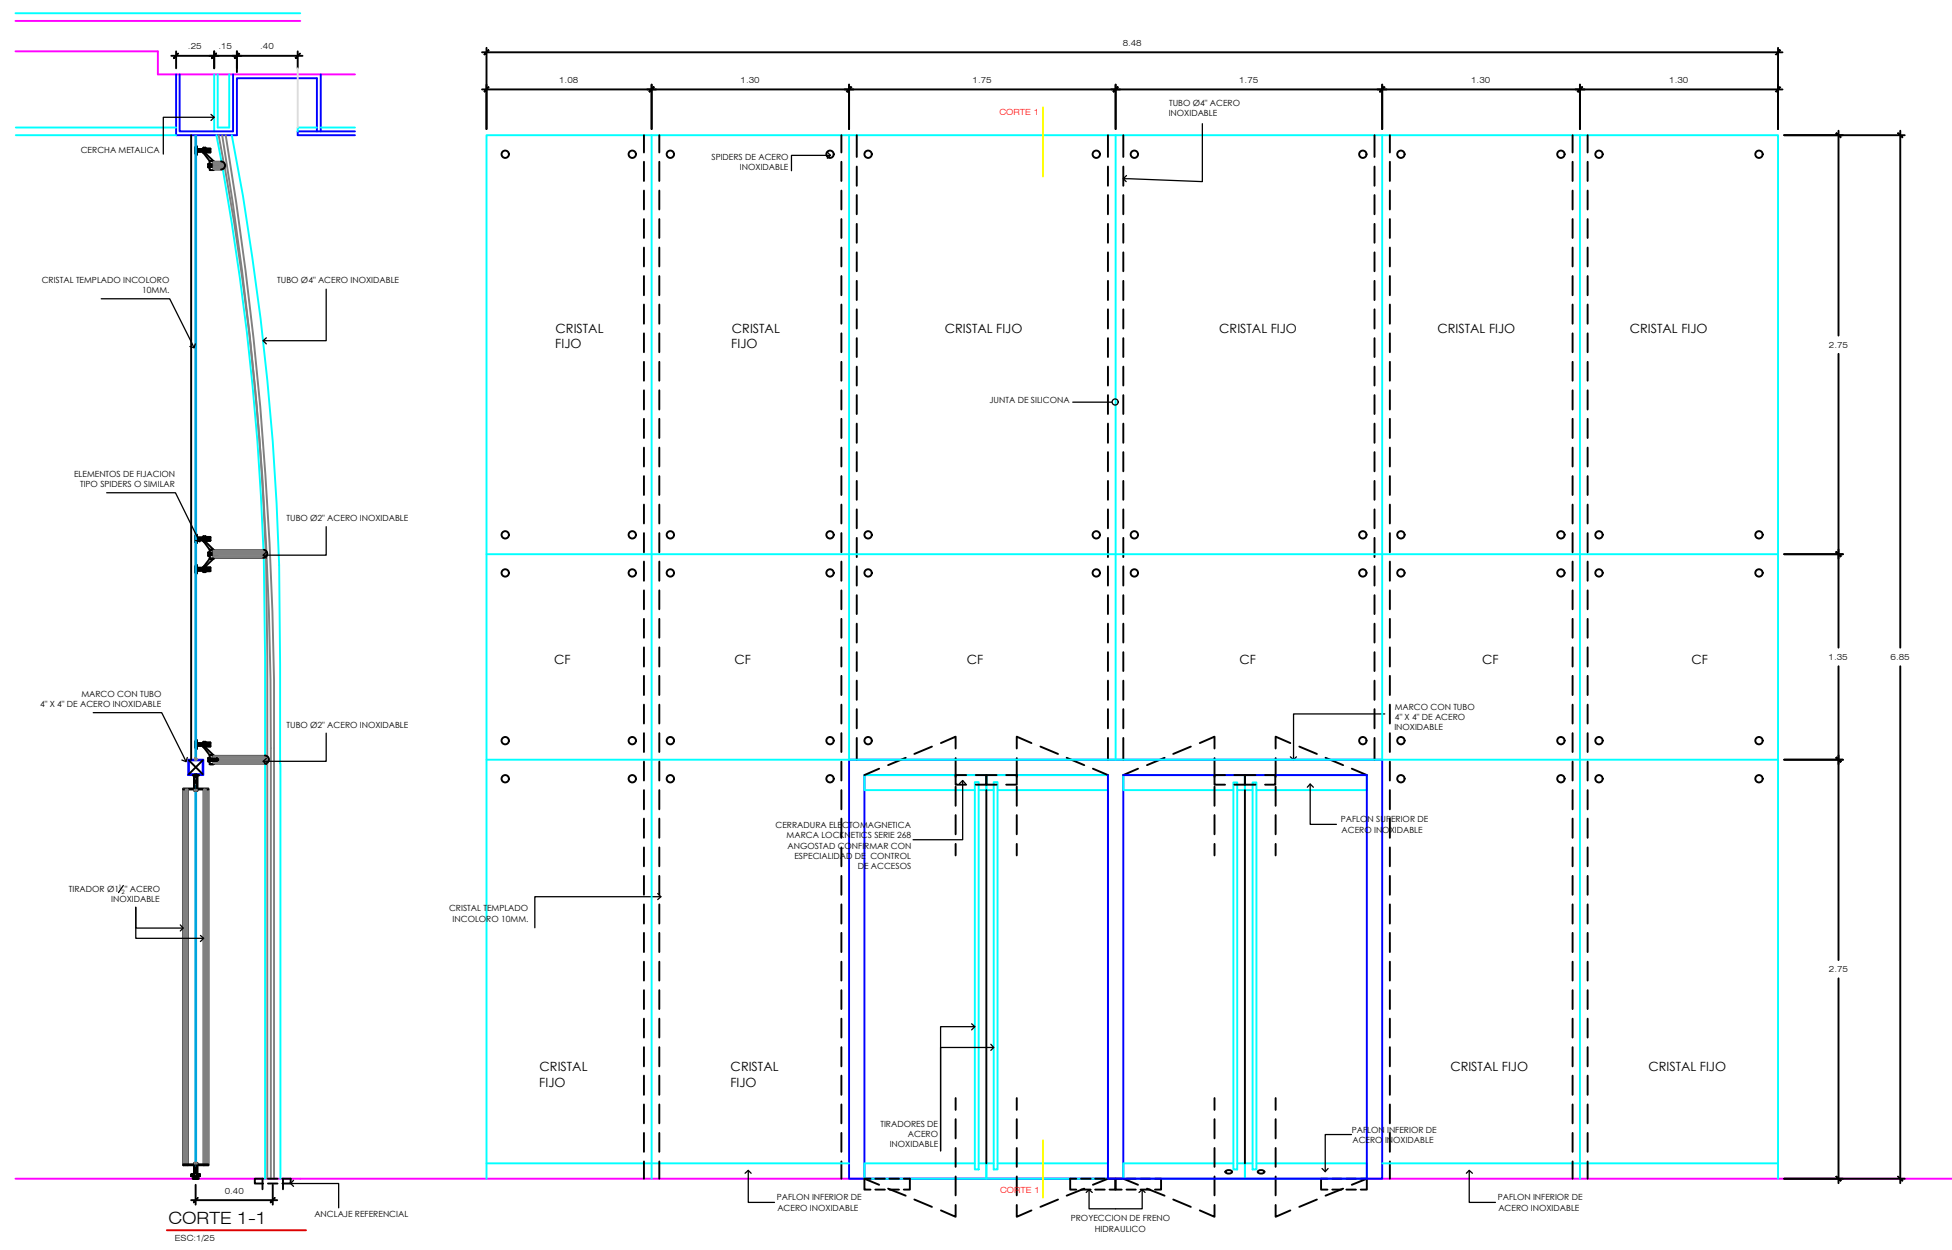 .25
.15
.40
CERCHA METALICA
CRISTAL TEMPLADO INCOLORO
10MM.
TUBO Ø4" ACERO INOXIDABLE
ELEMENTOS DE FIJACION
TIPO SPIDERS O SIMILAR
TUBO Ø2" ACERO INOXIDABLE
MARCO CON TUBO
4" X 4" DE ACERO INOXIDABLE
TUBO Ø2" ACERO INOXIDABLE
TIRADOR Ø1½" ACERO
INOXIDABLE
0.40
ANCLAJE REFERENCIAL
CORTE 1-1
ESC:1/25
8.48
1.08
1.30
1.75
1.75
1.30
1.30
CORTE 1
TUBO Ø4" ACERO
INOXIDABLE
SPIDERS DE ACERO
INOXIDABLE
CRISTAL
FIJO
CRISTAL
FIJO
CRISTAL FIJO
CRISTAL FIJO
CRISTAL FIJO
CRISTAL FIJO
2.75
JUNTA DE SILICONA
CF
CF
CF
CF
CF
CF
1.35
6.85
MARCO CON TUBO
4" X 4" DE ACERO
INOXIDABLE
CERRADURA ELECTOMAGNETICA
MARCA LOCKNETICS SERIE 268
ANGOSTAD CONFIRMAR CON
ESPECIALIDAD DE CONTROL
DE ACCESOS
PAFLON SUPERIOR DE
ACERO INOXIDABLE
CRISTAL TEMPLADO
INCOLORO 10MM.
2.75
CRISTAL
FIJO
CRISTAL
FIJO
CRISTAL FIJO
CRISTAL FIJO
TIRADORES DE
ACERO
INOXIDABLE
PAFLON INFERIOR DE
ACERO INOXIDABLE
CORTE 1
PAFLON INFERIOR DE
ACERO INOXIDABLE
PROYECCION DE FRENO
HIDRAULICO
PAFLON INFERIOR DE
ACERO INOXIDABLE